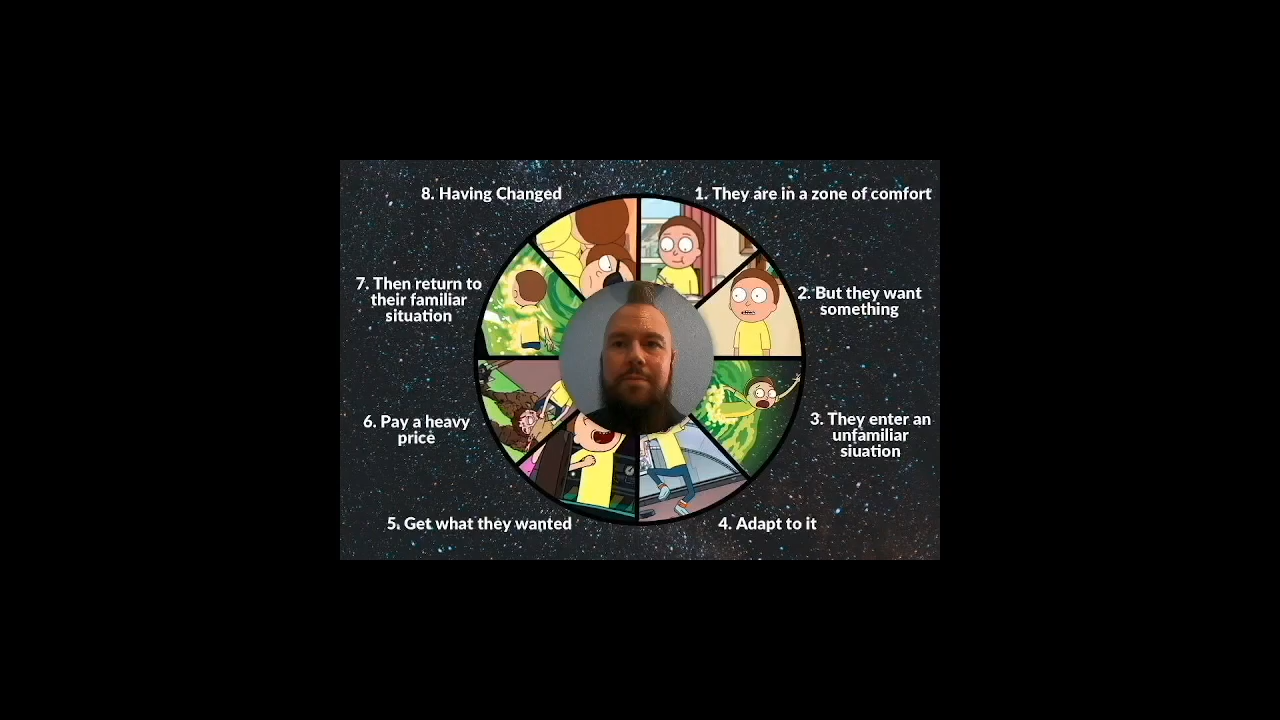 8. Having Changed
1. They are in a zone of comfort
7. Then return to
their familiar
situation
2. But they want
something
6. Pay a heavy
price
3. They enter an
unfamiliar
siuation
5. Get what they wanted
4. Adapt to it